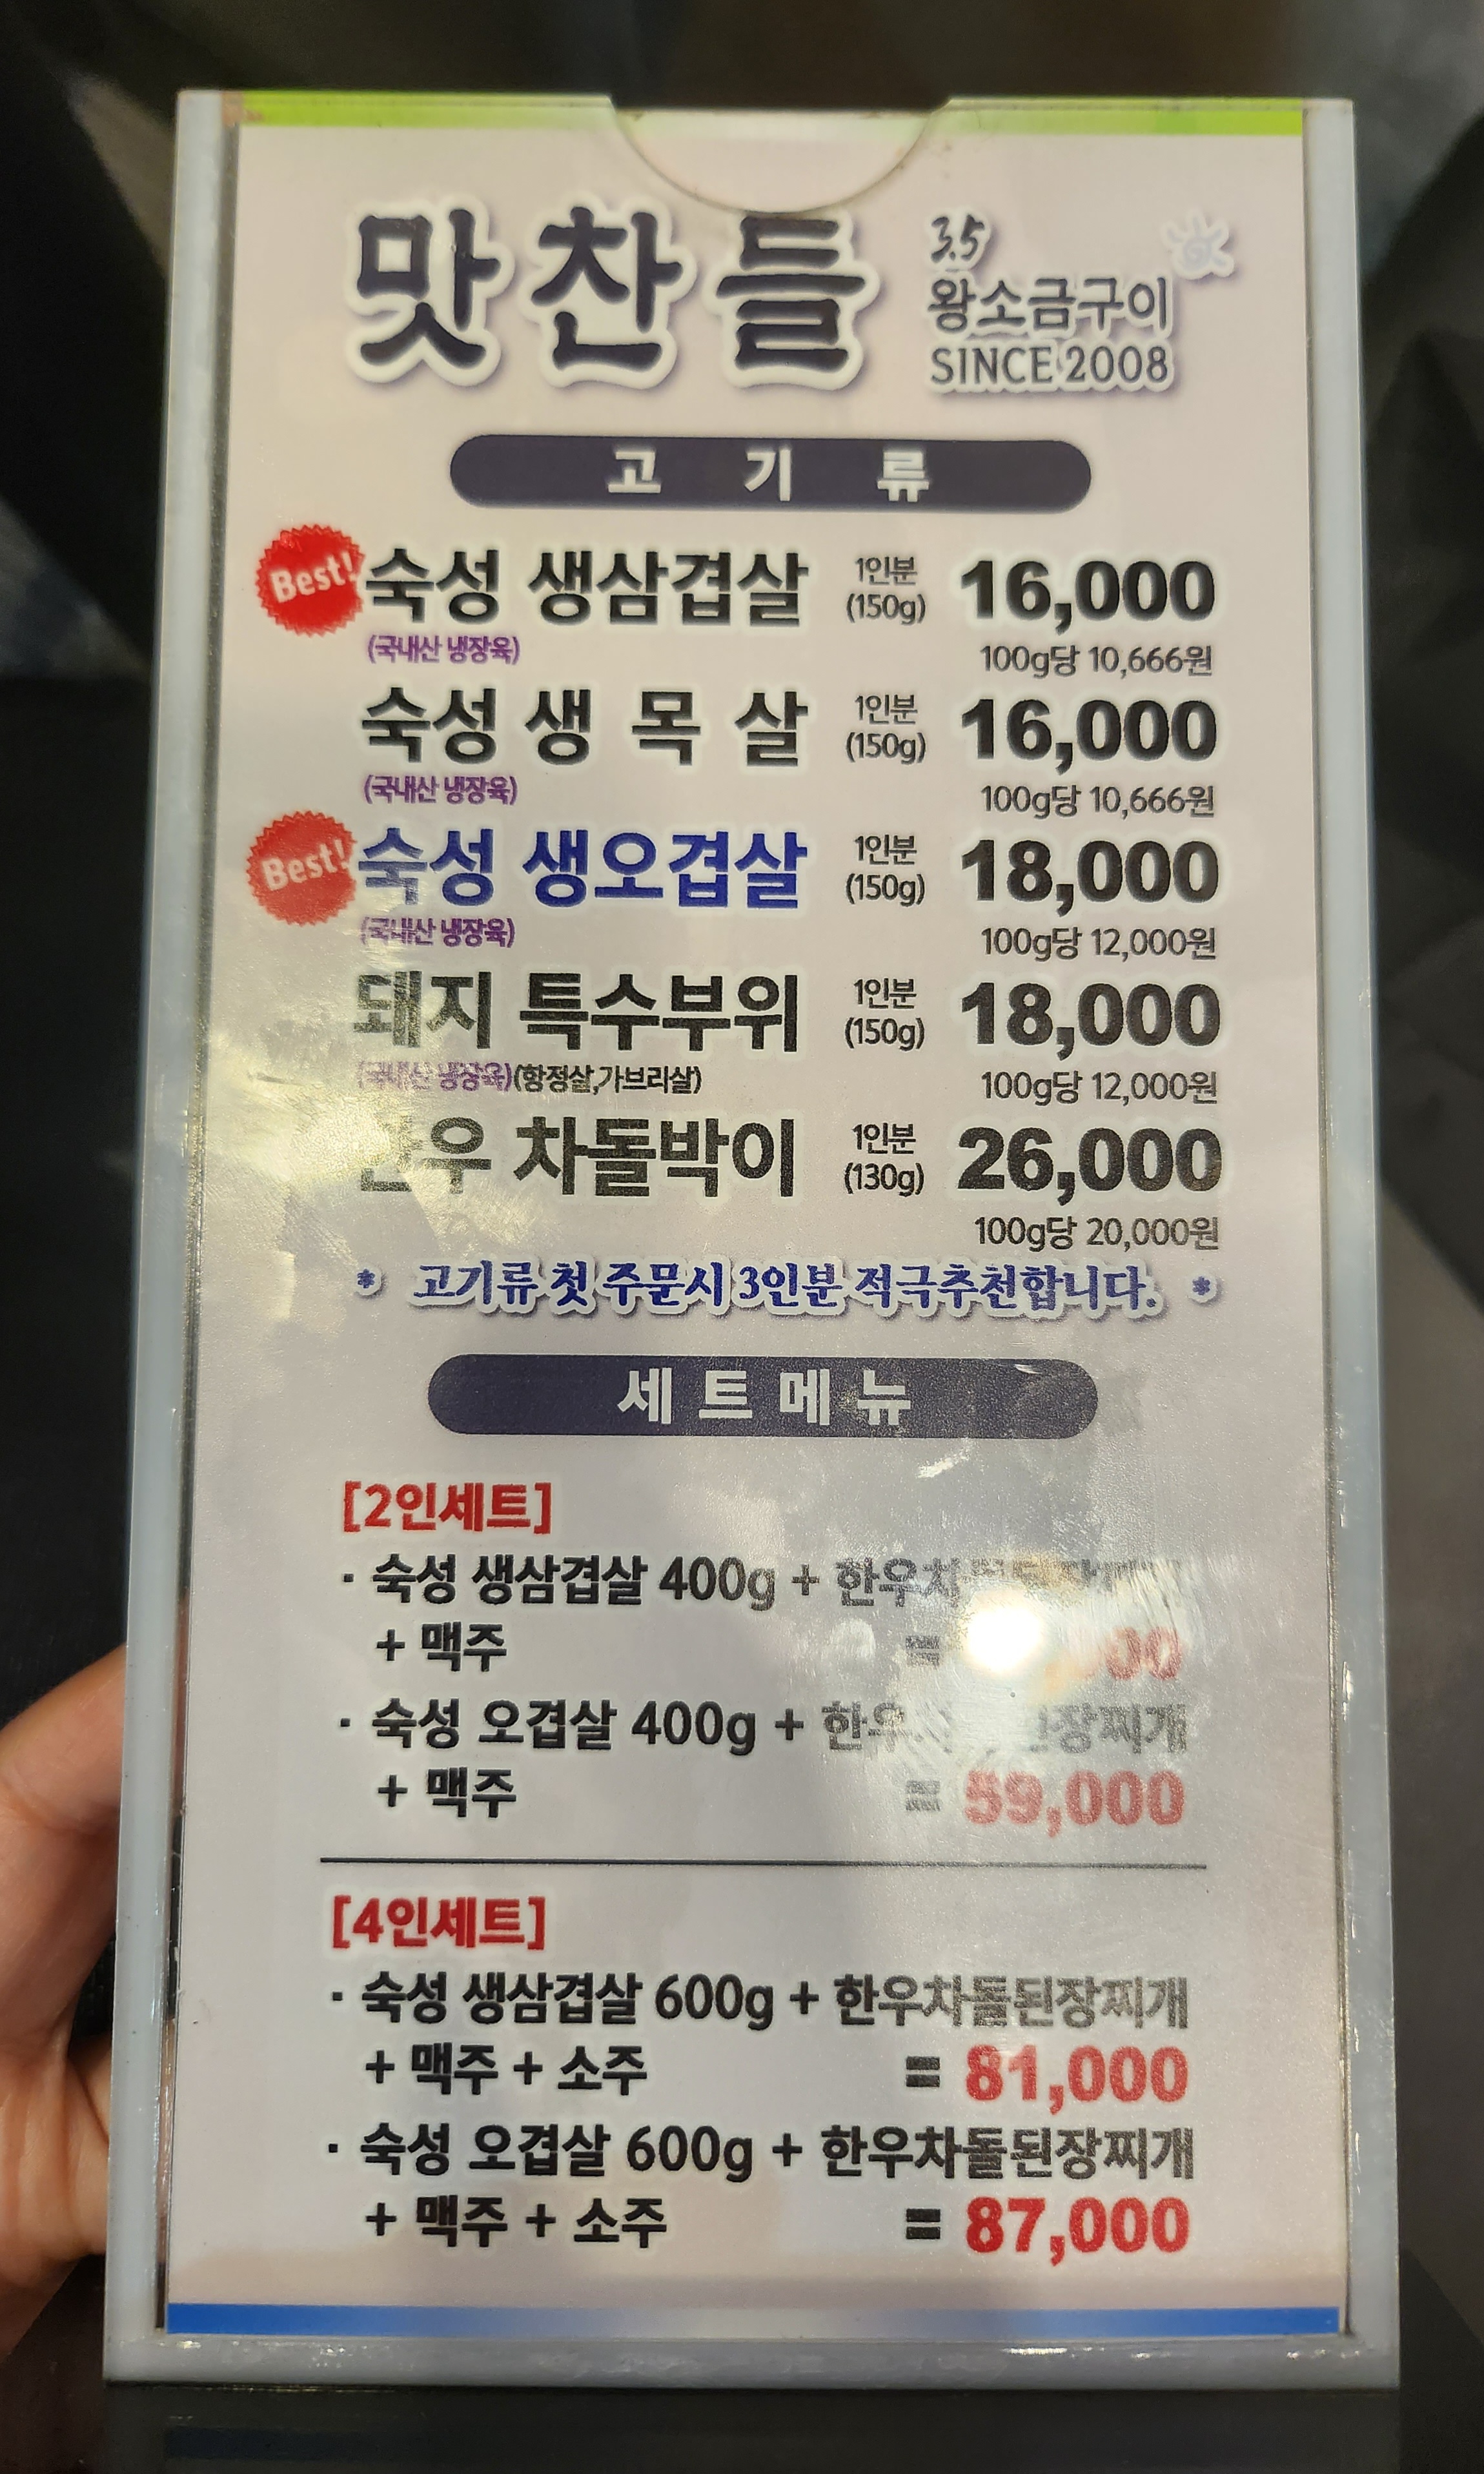 맛찬들
3.5
왕소금구이
SINCE 2008
고기류
Best! 숙성 생삼겹살 1인분 (150g) 16,000
(국내산 냉장육) 100g당 10,666원
숙성 생 목 살 1인분 (150g) 16,000
(국내산 냉장육) 100g당 10,666원
Best! 숙성 생오겹살 1인분 (150g) 18,000
(국내산 냉장육) 100g당 12,000원
돼지 특수부위 1인분 (150g) 18,000
(국내산 냉장육)(항정살,가브리살) 100g당 12,000원
한우 차돌박이 1인분 (130g) 26,000
100g당 20,000원
* 고기류 첫 주문시 3인분 적극추천합니다. *
세트메뉴
[2인세트]
· 숙성 생삼겹살 400g +
+ 맥주 =
· 숙성 오겹살 400g +
+ 맥주 = 59,000
[4인세트]
· 숙성 생삼겹살 600g + 한우차돌된장찌개
+ 맥주 + 소주 = 81,000
· 숙성 오겹살 600g + 한우차돌된장찌개
+ 맥주 + 소주 = 87,000